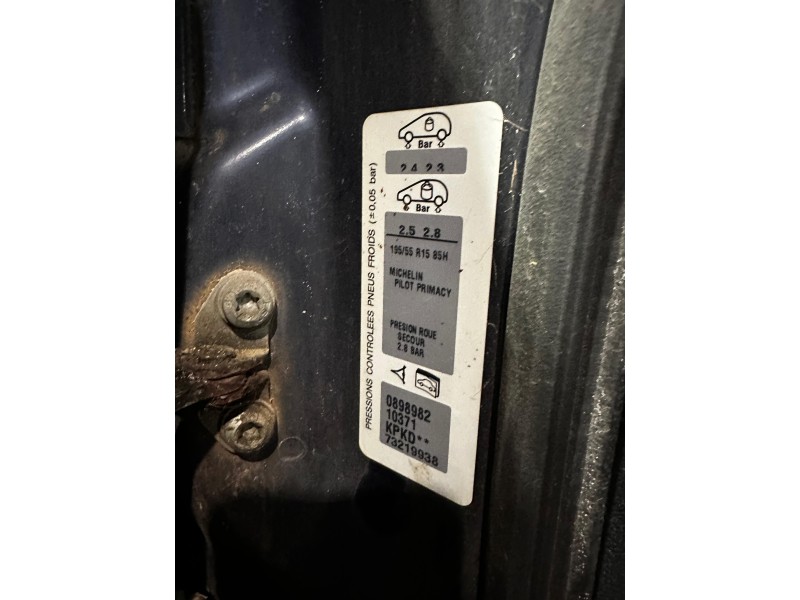 PRESSIONS CONTROLEES PNEUS FROIDS (±0,05 bar)
Bar
2.4 2.3
Bar
2.5 2.8
195/55 R15 85H
MICHELIN
PILOT PRIMACY
PRESION ROUE
SECOUR
2.8 BAR
0898982
10371
KPKD**
73219938